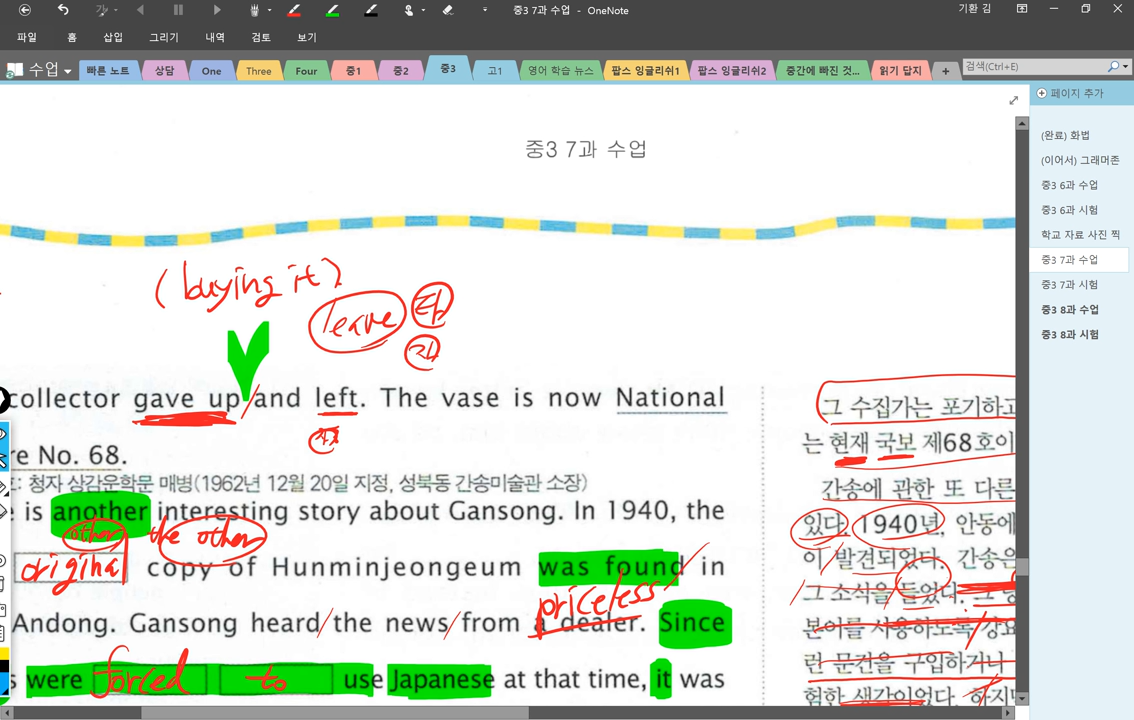 중3 7과 수업 - OneNote
기환 김
파일 홈 삽입 그리기 내역 검토 보기
수업 빠른 노트 상담 One Three Four 중1 중2 중3 고1 영어 학습 뉴스 팝스 잉글리쉬1 팝스 잉글리쉬2 중간에 빠진 것... 읽기 답지 + 검색(Ctrl+E)
페이지 추가
(완료) 화법
(이어서) 그래머존
중3 6과 수업
중3 6과 시험
학교 자료 사진 찍
중3 7과 수업
중3 7과 시험
중3 8과 수업
중3 8과 시험
중3 7과 수업
(buying it)
leave 타
자
collector gave up / and left. The vase is now National
자
re No. 68.
: 청자 상감운학문 매병(1962년 12월 20일 지정, 성북동 간송미술관 소장)
is another interesting story about Gansong. In 1940, the
other the other
original copy of Hunminjeongeum was found / in
priceless
Andong. Gansong heard / the news / from a dealer. Since
s were forced to use Japanese at that time, it was
그 수집가는 포기하고
는 현재 국보 제68호이
간송에 관한 또 다른
있다. 1940년, 안동에
이 발견되었다. 간송은
그 소식을 들었다. 그
본어를 사용하도록 강요
런 문건을 구입하거나
험한 생각이었다. 하지만